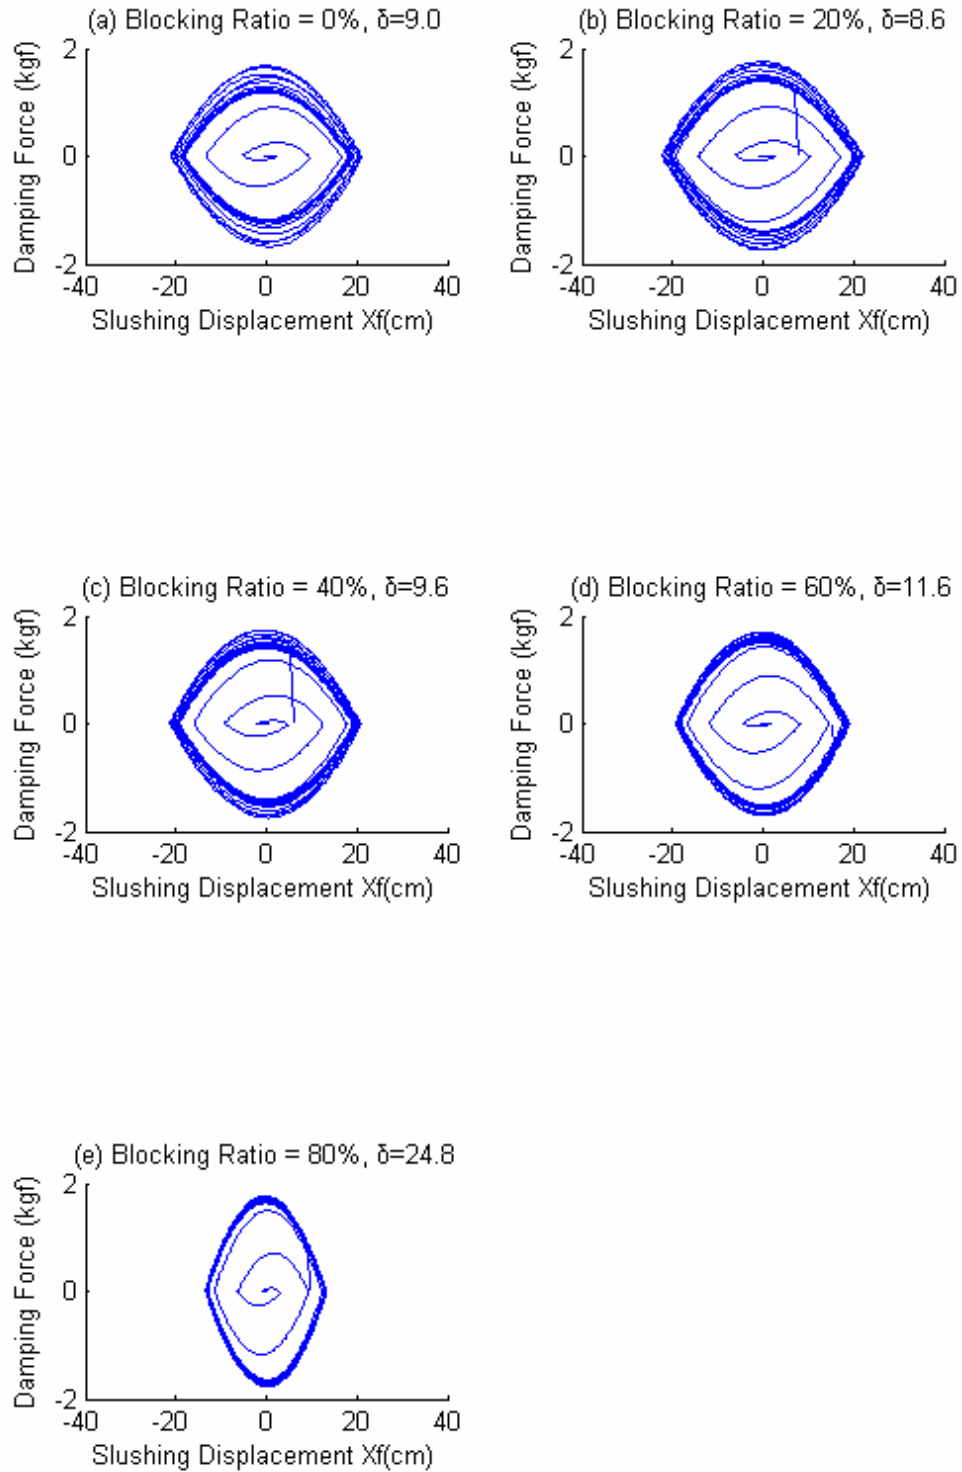 (a) Blocking Ratio = 0%, δ=9.0
2
0
-2
Damping Force (kgf)
-40 -20 0 20 40
Slushing Displacement Xf(cm)
(b) Blocking Ratio = 20%, δ=8.6
2
0
-2
Damping Force (kgf)
-40 -20 0 20 40
Slushing Displacement Xf(cm)
(c) Blocking Ratio = 40%, δ=9.6
2
0
-2
Damping Force (kgf)
-40 -20 0 20 40
Slushing Displacement Xf(cm)
(d) Blocking Ratio = 60%, δ=11.6
2
0
-2
Damping Force (kgf)
-40 -20 0 20 40
Slushing Displacement Xf(cm)
(e) Blocking Ratio = 80%, δ=24.8
2
0
-2
Damping Force (kgf)
-40 -20 0 20 40
Slushing Displacement Xf(cm)